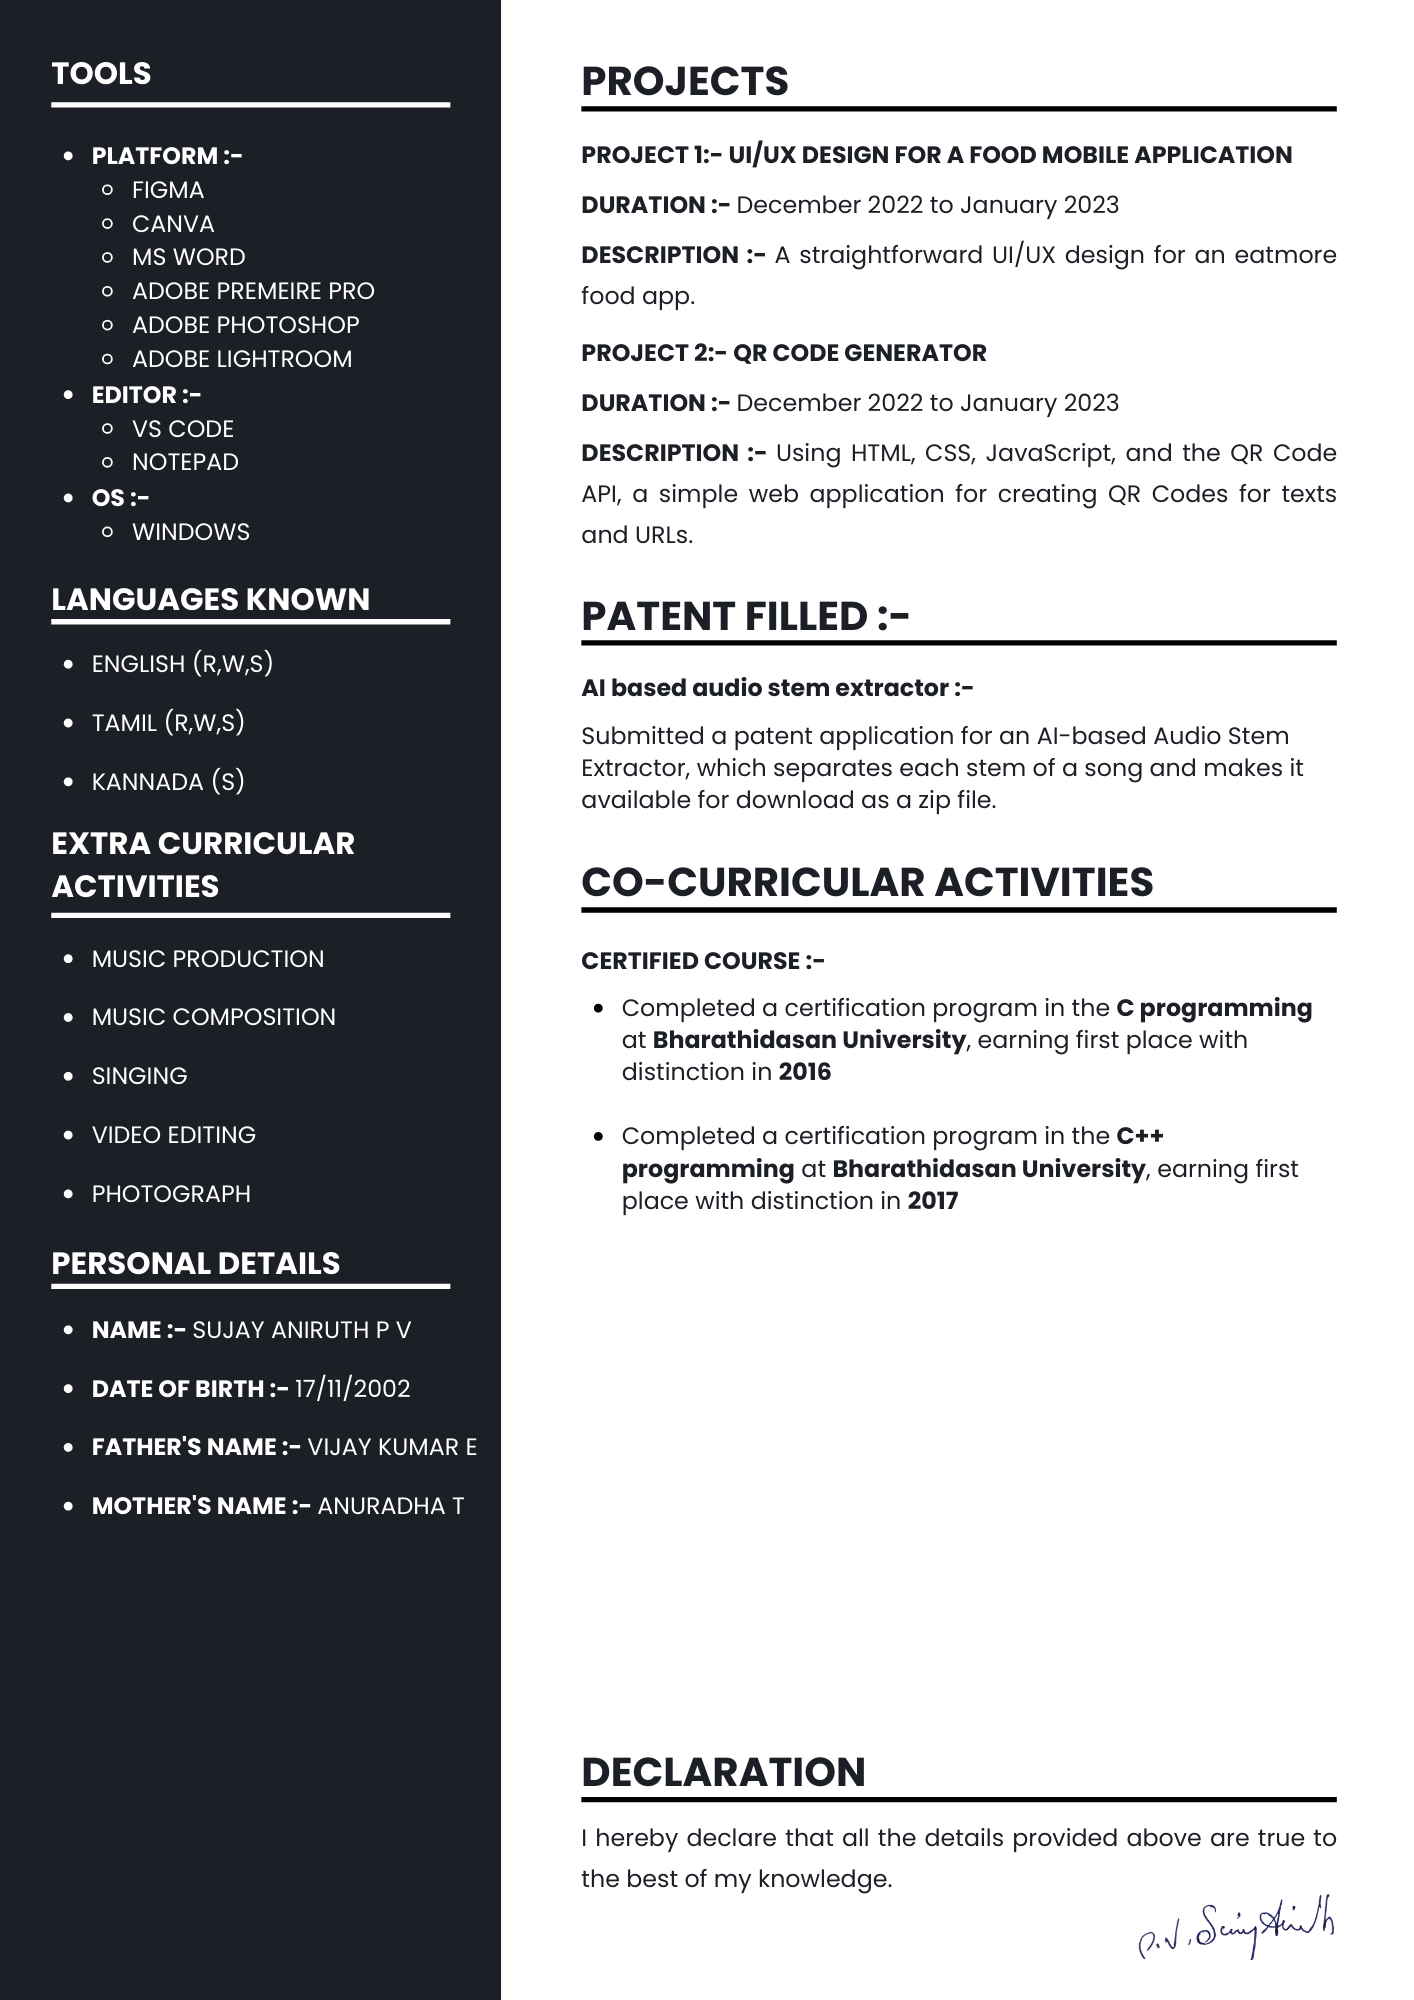 TOOLS
• PLATFORM :-
◦ FIGMA
◦ CANVA
◦ MS WORD
◦ ADOBE PREMEIRE PRO
◦ ADOBE PHOTOSHOP
◦ ADOBE LIGHTROOM
• EDITOR :-
◦ VS CODE
◦ NOTEPAD
• OS :-
◦ WINDOWS
LANGUAGES KNOWN
• ENGLISH (R,W,S)
• TAMIL (R,W,S)
• KANNADA (S)
EXTRA CURRICULAR
ACTIVITIES
• MUSIC PRODUCTION
• MUSIC COMPOSITION
• SINGING
• VIDEO EDITING
• PHOTOGRAPH
PERSONAL DETAILS
• NAME :- SUJAY ANIRUTH P V
• DATE OF BIRTH :- 17/11/2002
• FATHER'S NAME :- VIJAY KUMAR E
• MOTHER'S NAME :- ANURADHA T
PROJECTS
PROJECT 1:- UI/UX DESIGN FOR A FOOD MOBILE APPLICATION
DURATION :- December 2022 to January 2023
DESCRIPTION :- A straightforward UI/UX design for an eatmore
food app.
PROJECT 2:- QR CODE GENERATOR
DURATION :- December 2022 to January 2023
DESCRIPTION :- Using HTML, CSS, JavaScript, and the QR Code
API, a simple web application for creating QR Codes for texts
and URLs.
PATENT FILLED :-
AI based audio stem extractor :-
Submitted a patent application for an AI-based Audio Stem
Extractor, which separates each stem of a song and makes it
available for download as a zip file.
CO-CURRICULAR ACTIVITIES
CERTIFIED COURSE :-
• Completed a certification program in the C programming
at Bharathidasan University, earning first place with
distinction in 2016
• Completed a certification program in the C++
programming at Bharathidasan University, earning first
place with distinction in 2017
DECLARATION
I hereby declare that all the details provided above are true to
the best of my knowledge.
P.V.